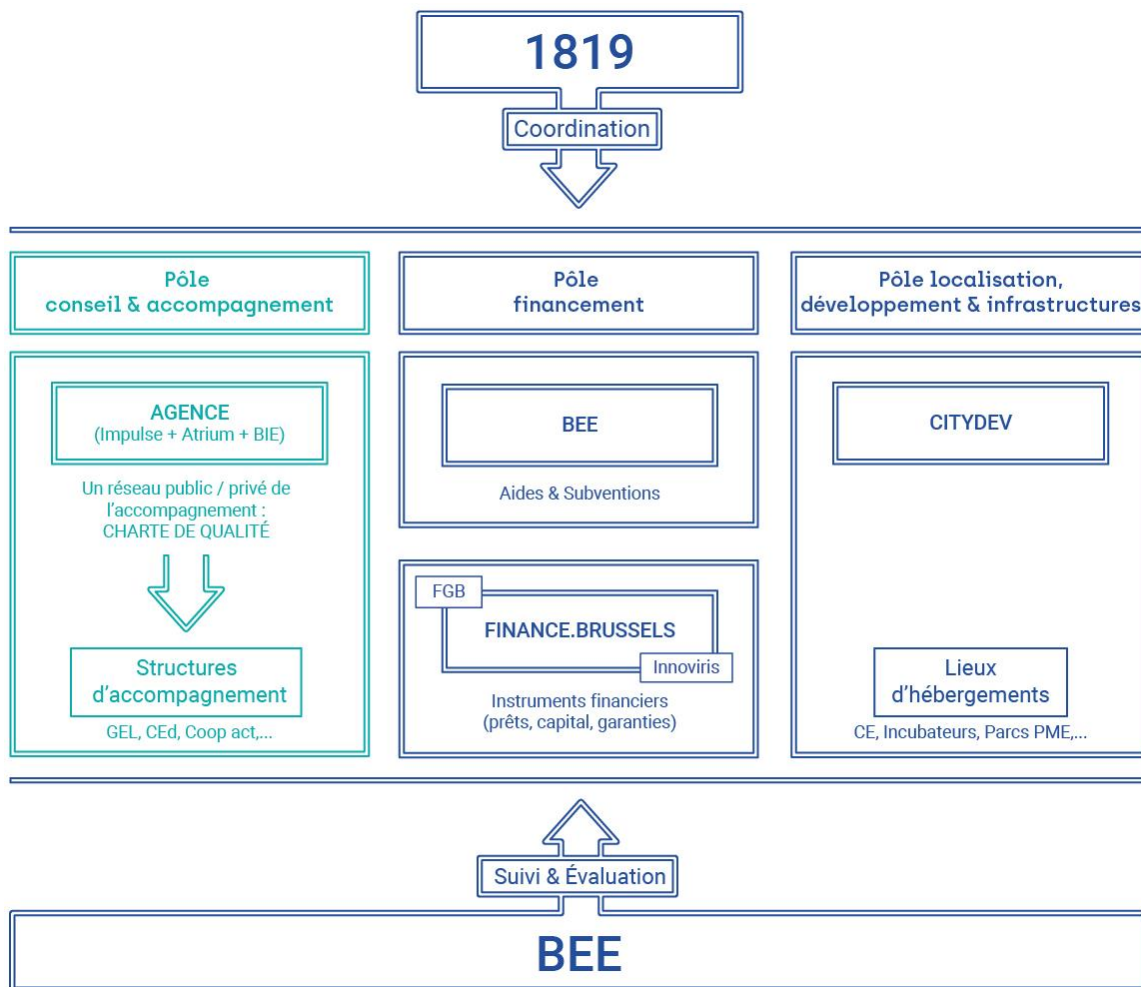 1819
Coordination
Pôle
conseil & accompagnement
AGENCE
(Impulse + Atrium + BIE)
Un réseau public / privé de
l'accompagnement :
CHARTE DE QUALITÉ
Structures
d'accompagnement
GEL, CEd, Coop act,...
Pôle
financement
BEE
Aides & Subventions
FGB
FINANCE.BRUSSELS
Innoviris
Instruments financiers
(prêts, capital, garanties)
Pôle localisation,
développement & infrastructures
CITYDEV
Lieux
d'hébergements
CE, Incubateurs, Parcs PME,...
Suivi & Évaluation
BEE